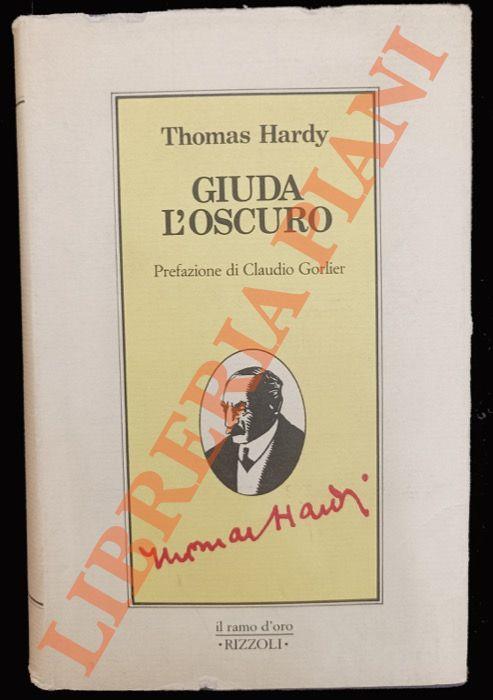 Thomas Hardy
GIUDA
L'OSCURO
Prefazione di Claudio Gorlier
Thomas Hardy
il ramo d'oro
•RIZZOLI•
LIBRERIA PIANI